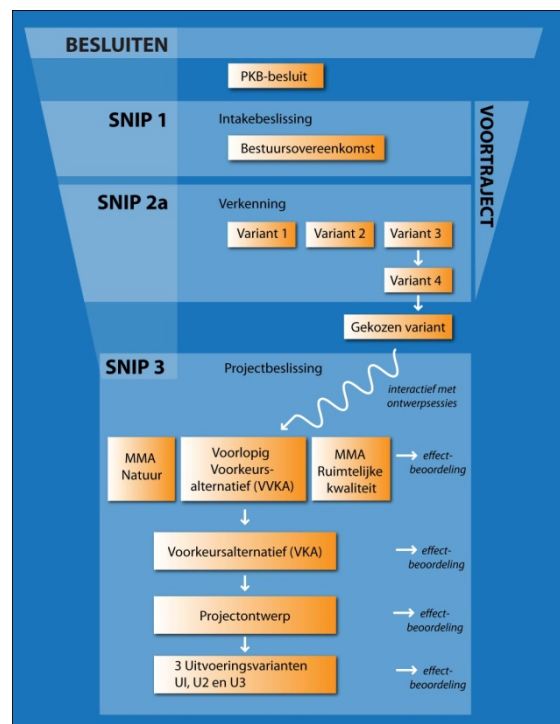 BESLUITEN
PKB-besluit
SNIP 1
Intakebeslissing
Bestuursovereenkomst
VOORTRAJECT
SNIP 2a
Verkenning
Variant 1
Variant 2
Variant 3
Variant 4
Gekozen variant
SNIP 3
Projectbeslissing
interactief met
ontwerpsessies
MMA
Natuur
Voorlopig
Voorkeurs-
alternatief (VVKA)
MMA
Ruimtelijke
kwaliteit
effect-
beoordeling
Voorkeursalternatief (VKA)
effect-
beoordeling
Projectontwerp
effect-
beoordeling
3 Uitvoeringsvarianten
UI, U2 en U3
effect-
beoordeling